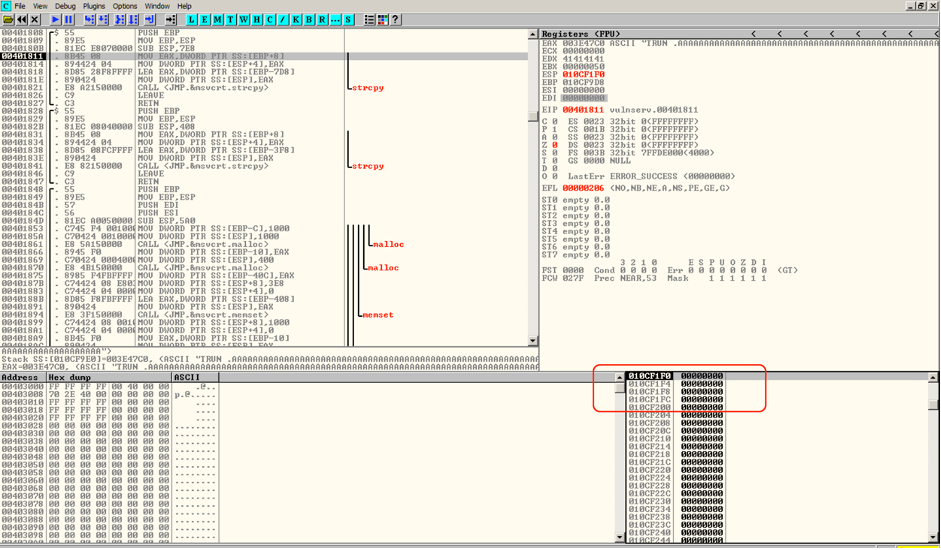 File View Debug Plugins Options Window Help
L E M T W H C / K B R ... S ?
00401808 $ 55 PUSH EBP
00401809 . 89E5 MOV EBP,ESP
0040180B . 81EC E8070000 SUB ESP,7E8
00401811 . 8B45 08 MOV EAX,DWORD PTR SS:[EBP+8]
00401814 . 894424 04 MOV DWORD PTR SS:[ESP+4],EAX
00401818 . 8D85 28F8FFFF LEA EAX,DWORD PTR SS:[EBP-7D8]
0040181E . 890424 MOV DWORD PTR SS:[ESP],EAX
00401821 . E8 A2150000 CALL <JMP.&msvcrt.strcpy> strcpy
00401826 . C9 LEAVE
00401827 . C3 RETN
00401828 $ 55 PUSH EBP
00401829 . 89E5 MOV EBP,ESP
0040182B . 81EC 08040000 SUB ESP,408
00401831 . 8B45 08 MOV EAX,DWORD PTR SS:[EBP+8]
00401834 . 894424 04 MOV DWORD PTR SS:[ESP+4],EAX
00401838 . 8D85 08FCFFFF LEA EAX,DWORD PTR SS:[EBP-3F8]
0040183E . 890424 MOV DWORD PTR SS:[ESP],EAX
00401841 . E8 82150000 CALL <JMP.&msvcrt.strcpy> strcpy
00401846 . C9 LEAVE
00401847 . C3 RETN
00401848 $ 55 PUSH EBP
00401849 . 89E5 MOV EBP,ESP
0040184B . 57 PUSH EDI
0040184C . 56 PUSH ESI
0040184D . 81EC A0050000 SUB ESP,5A0
00401853 . C745 F4 001000 MOV DWORD PTR SS:[EBP-C],1000
0040185A . C70424 001000 MOV DWORD PTR SS:[ESP],1000
00401861 . E8 5A150000 CALL <JMP.&msvcrt.malloc> malloc
00401866 . 8945 F0 MOV DWORD PTR SS:[EBP-10],EAX
00401869 . C70424 000400 MOV DWORD PTR SS:[ESP],400
00401870 . E8 4B150000 CALL <JMP.&msvcrt.malloc> malloc
00401875 . 8985 F4FBFFFF MOV DWORD PTR SS:[EBP-40C],EAX
0040187B . C74424 08 E803 MOV DWORD PTR SS:[ESP+8],3E8
00401883 . C74424 04 0000 MOV DWORD PTR SS:[ESP+4],0
0040188B . 8D85 F8FBFFFF LEA EAX,DWORD PTR SS:[EBP-408]
00401891 . 890424 MOV DWORD PTR SS:[ESP],EAX
00401894 . E8 3F150000 CALL <JMP.&msvcrt.memset> memset
00401899 . C74424 08 0010 MOV DWORD PTR SS:[ESP+8],1000
004018A1 . C74424 04 0000 MOV DWORD PTR SS:[ESP+4],0
004018A9 . 8B45 F0 MOV EAX,DWORD PTR SS:[EBP-10]
Stack SS:[010CF9E0]=003E47C0, (ASCII "TRUN .
EAX=003E47C0, (ASCII "TRUN .
Registers (FPU) < < < < < < <
EAX 003E47C0 ASCII "TRUN .
ECX 00000000
EDX 41414141
EBX 00000050
ESP 010CF1F0
EBP 010CF9D8
ESI 00000000
EDI 00000000
EIP 00401811 vulnserv.00401811
C 0 ES 0023 32bit 0(FFFFFFFF)
P 1 CS 001B 32bit 0(FFFFFFFF)
A 0 SS 0023 32bit 0(FFFFFFFF)
Z 0 DS 0023 32bit 0(FFFFFFFF)
S 0 FS 003B 32bit 7FFDE000(4000)
T 0 GS 0000 NULL
D 0
O 0 LastErr ERROR_SUCCESS (00000000)
EFL 00000206 (NO,NB,NE,A,NS,PE,GE,G)
ST0 empty 0.0
ST1 empty 0.0
ST2 empty 0.0
ST3 empty 0.0
ST4 empty 0.0
ST5 empty 0.0
ST6 empty 0.0
ST7 empty 0.0
3 2 1 0 E S P U O Z D I
FST 0000 Cond 0 0 0 0 Err 0 0 0 0 0 0 0 0 (GT)
FCW 027F Prec NEAR,53 Mask 1 1 1 1 1 1
Address Hex dump ASCII
00403000 FF FF FF FF 00 40 00 00 .@..
00403008 70 2E 40 00 00 00 00 00 p.@.....
00403010 FF FF FF FF 00 00 00 00 ....
00403018 FF FF FF FF 00 00 00 00 ....
00403020 FF FF FF FF 00 00 00 00 ....
00403028 00 00 00 00 00 00 00 00 ........
00403030 00 00 00 00 00 00 00 00 ........
00403038 00 00 00 00 00 00 00 00 ........
00403040 00 00 00 00 00 00 00 00 ........
00403048 00 00 00 00 00 00 00 00 ........
00403050 00 00 00 00 00 00 00 00 ........
00403058 00 00 00 00 00 00 00 00 ........
00403060 00 00 00 00 00 00 00 00 ........
00403068 00 00 00 00 00 00 00 00 ........
00403070 00 00 00 00 00 00 00 00 ........
00403078 00 00 00 00 00 00 00 00 ........
00403080 00 00 00 00 00 00 00 00 ........
00403088 00 00 00 00 00 00 00 00 ........
00403090 00 00 00 00 00 00 00 00 ........
00403098 00 00 00 00 00 00 00 00 ........
010CF1F0 00000000
010CF1F4 00000000
010CF1F8 00000000
010CF1FC 00000000
010CF200 00000000
010CF204 00000000
010CF208 00000000
010CF20C 00000000
010CF210 00000000
010CF214 00000000
010CF218 00000000
010CF21C 00000000
010CF220 00000000
010CF224 00000000
010CF228 00000000
010CF22C 00000000
010CF230 00000000
010CF234 00000000
010CF238 00000000
010CF23C 00000000
010CF240 00000000
010CF244 00000000